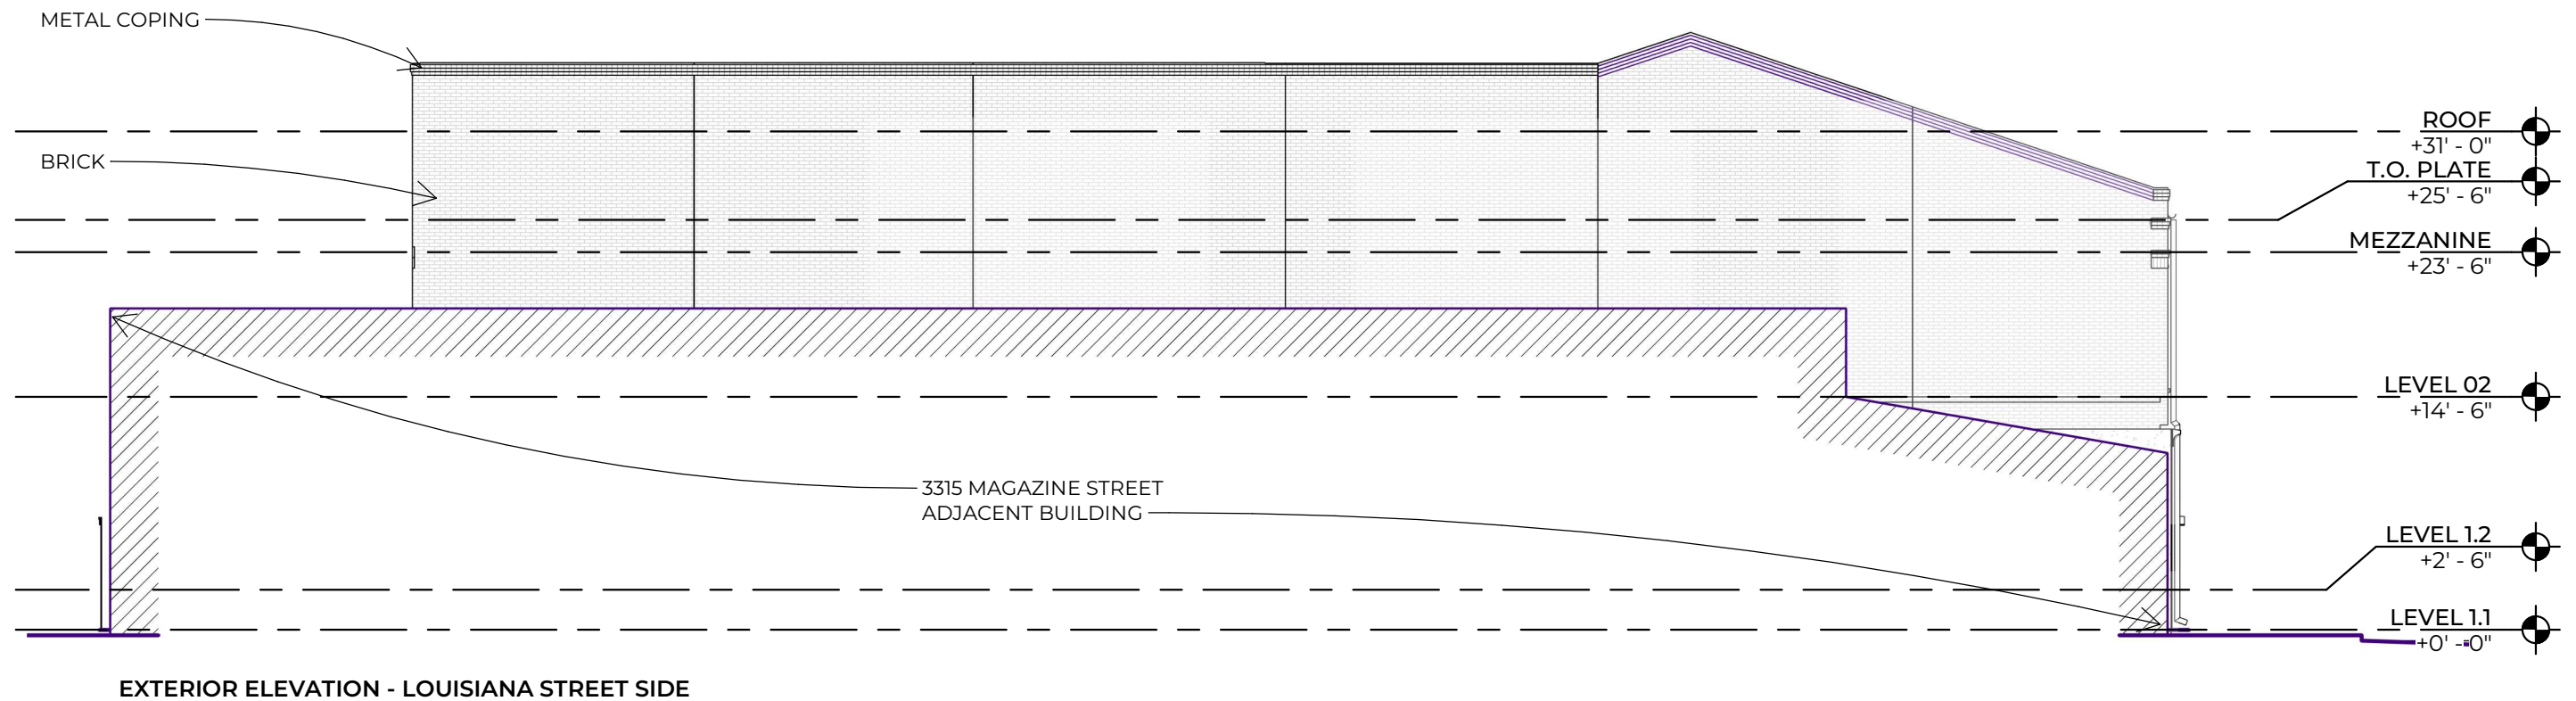 METAL COPING
BRICK
ROOF
+31' - 0"
T.O. PLATE
+25' - 6"
MEZZANINE
+23' - 6"
LEVEL 02
+14' - 6"
3315 MAGAZINE STREET
ADJACENT BUILDING
LEVEL 1.2
+2' - 6"
LEVEL 1.1
+0' - 0"
EXTERIOR ELEVATION - LOUISIANA STREET SIDE